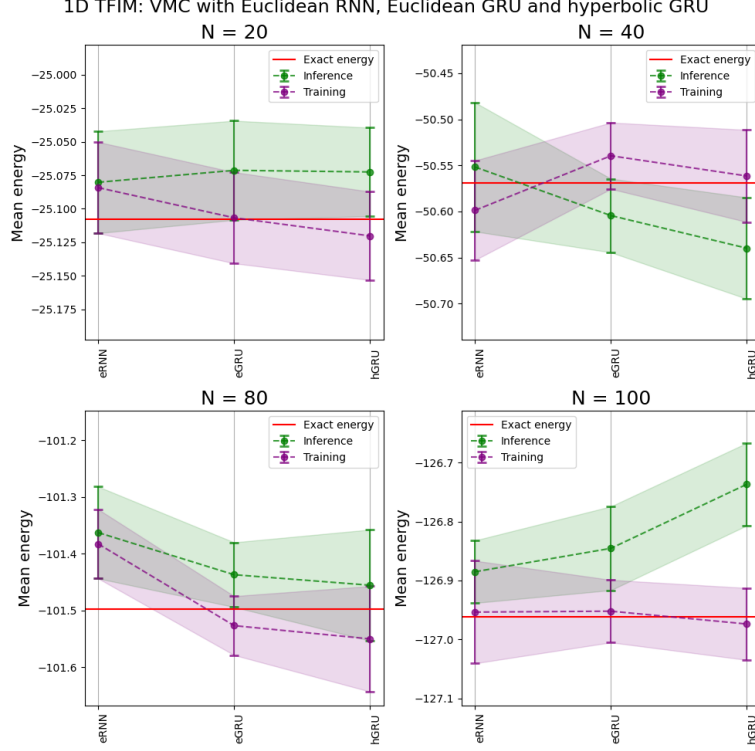 1D TFIM: VMC with Euclidean RNN, Euclidean GRU and hyperbolic GRU
N = 20
Exact energy
Inference
Training
Mean energy
−25.000
−25.025
−25.050
−25.075
−25.100
−25.125
−25.150
−25.175
eRNN
eGRU
hGRU
N = 40
Exact energy
Inference
Training
Mean energy
−50.45
−50.50
−50.55
−50.60
−50.65
−50.70
eRNN
eGRU
hGRU
N = 80
Exact energy
Inference
Training
Mean energy
−101.2
−101.3
−101.4
−101.5
−101.6
eRNN
eGRU
hGRU
N = 100
Exact energy
Inference
Training
Mean energy
−126.7
−126.8
−126.9
−127.0
−127.1
eRNN
eGRU
hGRU